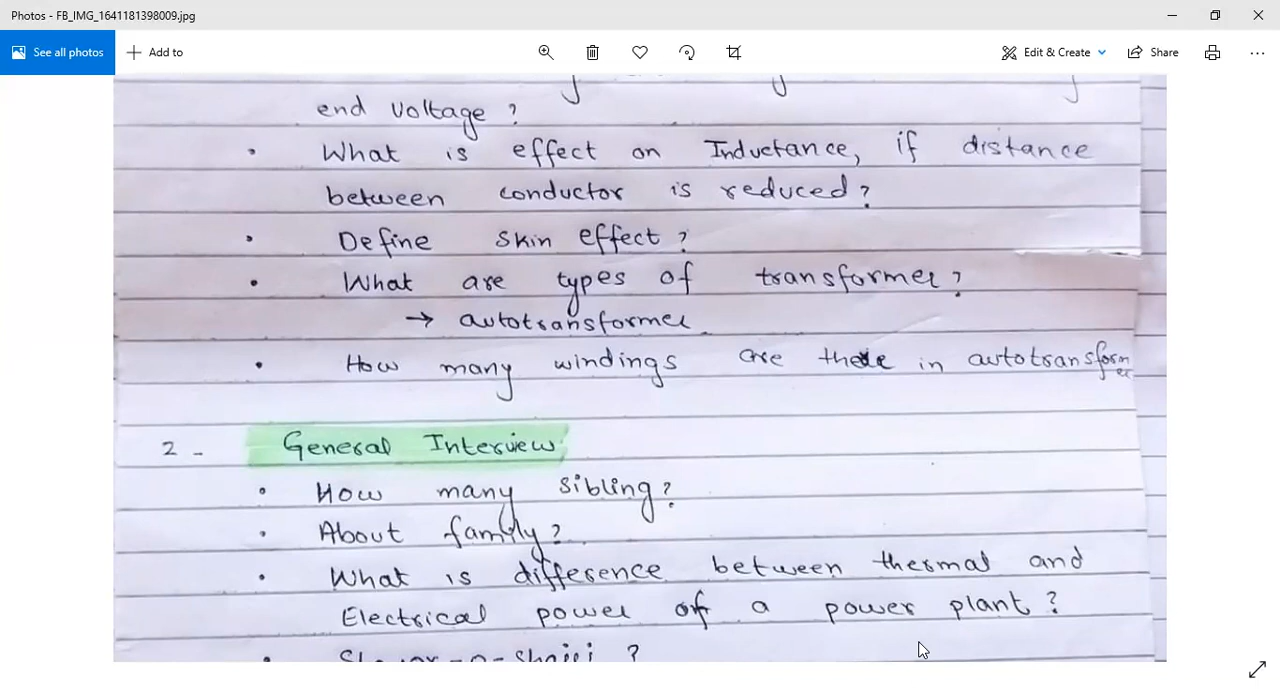 Photos - FB_IMG_1641181398009.jpg
See all photos
Add to
Edit & Create
Share
end voltage ?
• What is effect on Inductance, if distance
between conductor is reduced?
• Define skin effect ?
• What are types of transformer?
→ autotransformer
• How many windings are there in autotransformer
2 - General Interview
• How many sibling?
• About family?
• What is difference between thermal and
Electrical power of a power plant ?